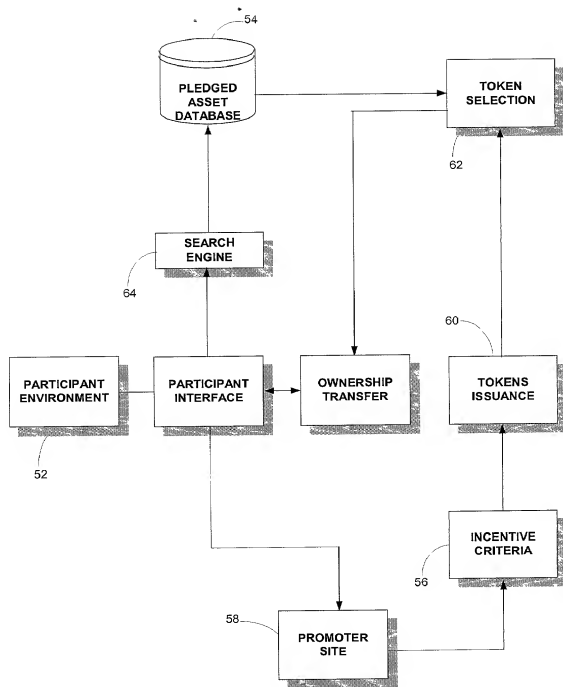 54
PLEDGED
ASSET
DATABASE
TOKEN
SELECTION
62
SEARCH
ENGINE
64
60
PARTICIPANT
ENVIRONMENT
PARTICIPANT
INTERFACE
OWNERSHIP
TRANSFER
TOKENS
ISSUANCE
52
INCENTIVE
CRITERIA
56
58
PROMOTER
SITE